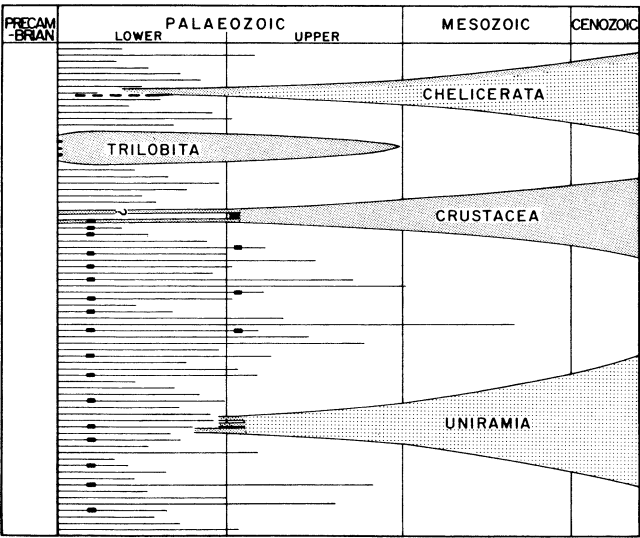 PRECAM
-BRIAN
PALAEOZOIC
LOWER
UPPER
MESOZOIC
CENOZOIC
CHELICERATA
TRILOBITA
?
CRUSTACEA
UNIRAMIA